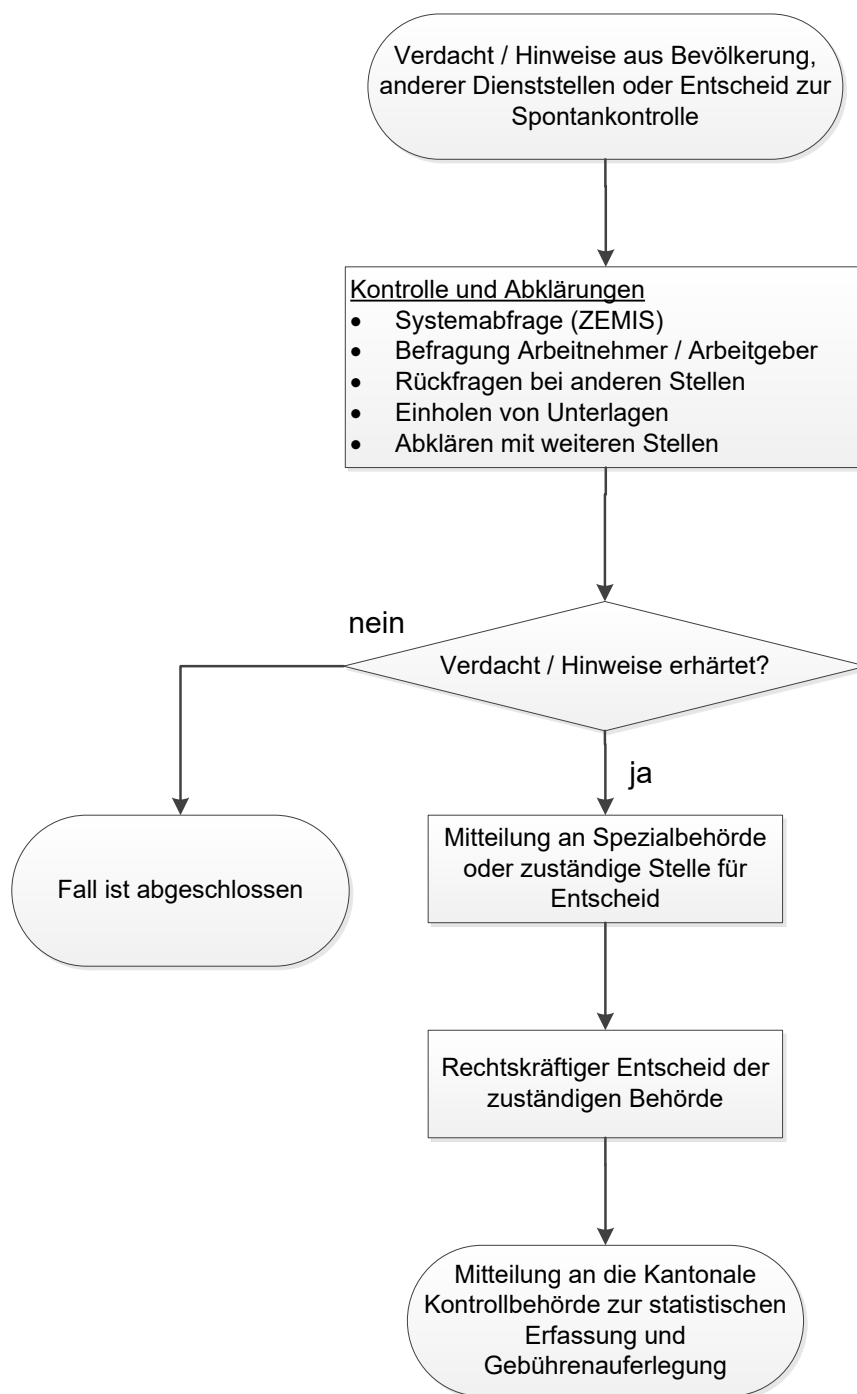 Verdacht / Hinweise aus Bevölkerung,
anderer Dienststellen oder Entscheid zur
Spontankontrolle
Kontrolle und Abklärungen
• Systemabfrage (ZEMIS)
• Befragung Arbeitnehmer / Arbeitgeber
• Rückfragen bei anderen Stellen
• Einholen von Unterlagen
• Abklären mit weiteren Stellen
nein
Verdacht / Hinweise erhärtet?
ja
Mitteilung an Spezialbehörde
oder zuständige Stelle für
Entscheid
Fall ist abgeschlossen
Rechtskräftiger Entscheid der
zuständigen Behörde
Mitteilung an die Kantonale
Kontrollbehörde zur statistischen
Erfassung und
Gebührenauferlegung